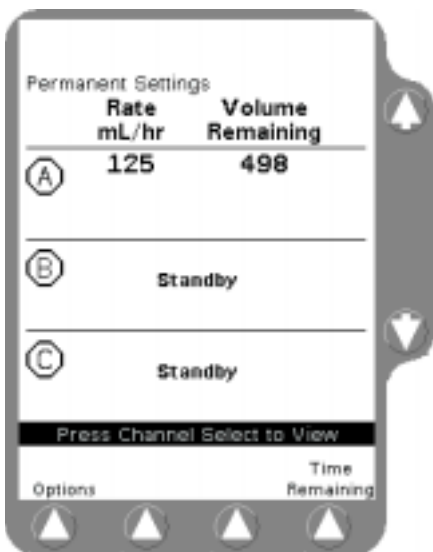 Permanent Settings
Rate Volume
mL/hr Remaining
A 125 498
B Standby
C Standby
Press Channel Select to View
Time
Options Remaining